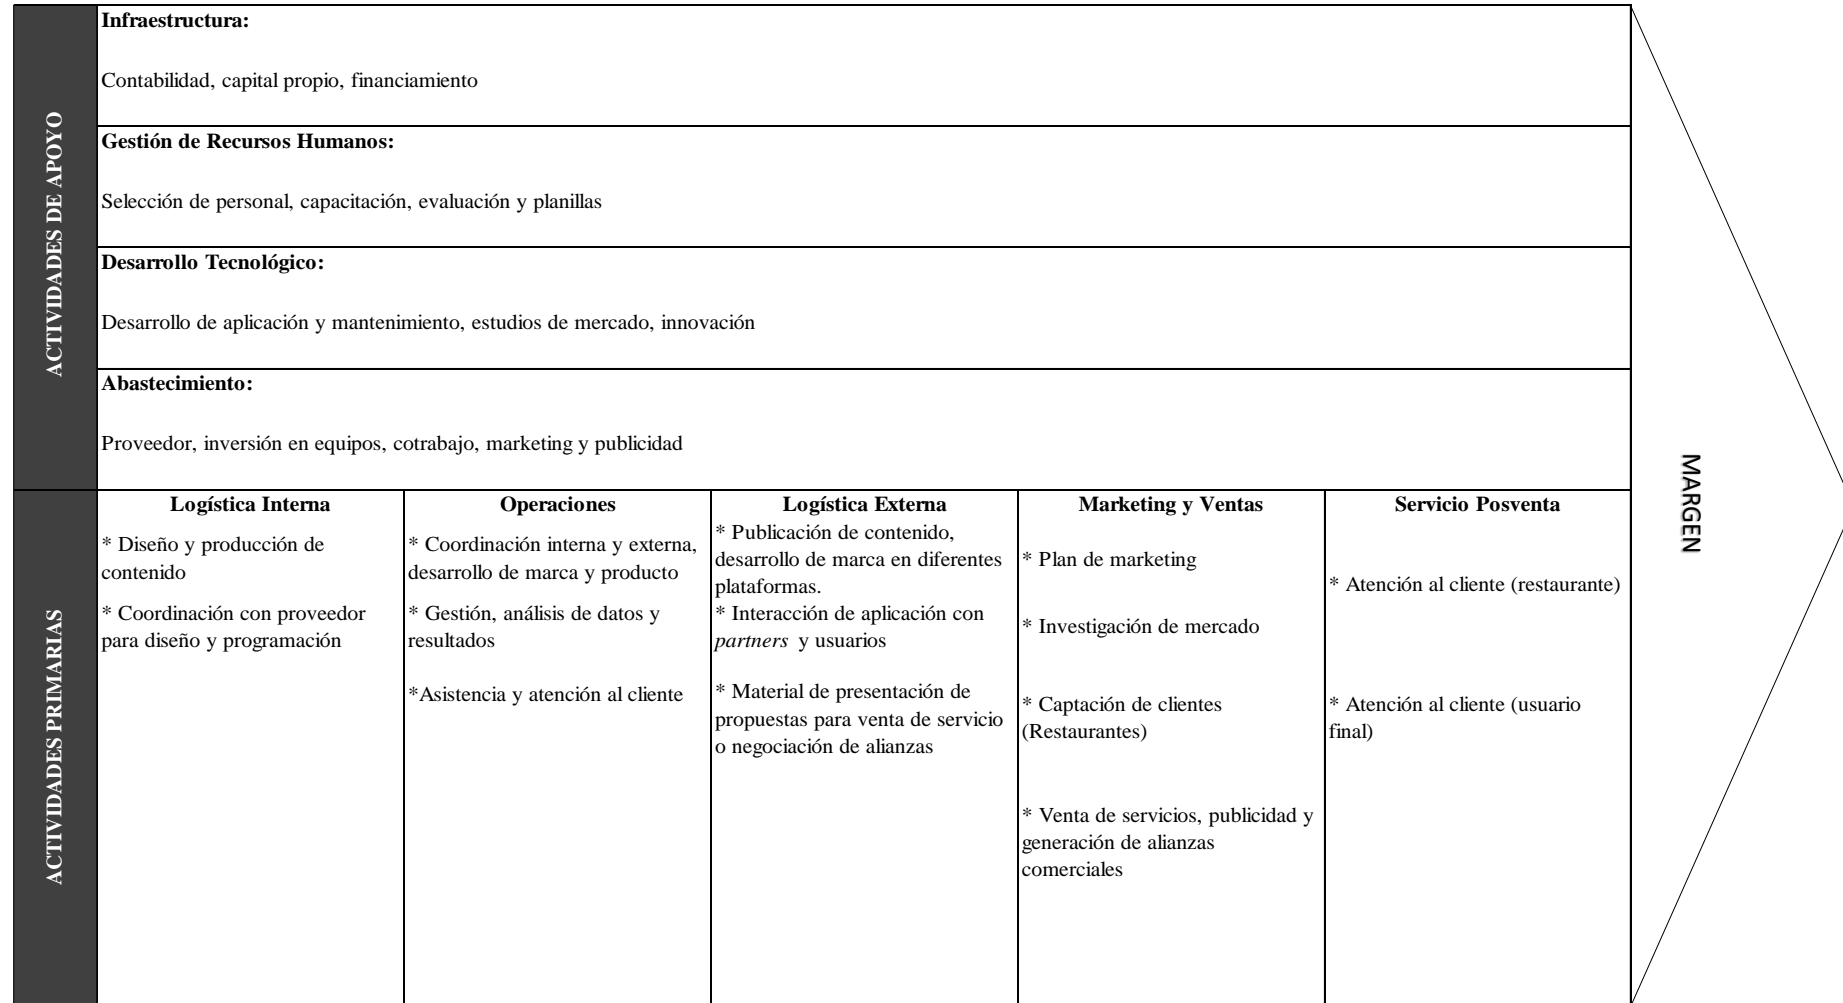 ACTIVIDADES DE APOYO
Infraestructura:
Contabilidad, capital propio, financiamiento
Gestión de Recursos Humanos:
Selección de personal, capacitación, evaluación y planillas
Desarrollo Tecnológico:
Desarrollo de aplicación y mantenimiento, estudios de mercado, innovación
Abastecimiento:
Proveedor, inversión en equipos, cotrabajo, marketing y publicidad
ACTIVIDADES PRIMARIAS
Logística Interna
* Diseño y producción de
contenido
* Coordinación con proveedor
para diseño y programación
Operaciones
* Coordinación interna y externa,
desarrollo de marca y producto
* Gestión, análisis de datos y
resultados
*Asistencia y atención al cliente
Logística Externa
* Publicación de contenido,
desarrollo de marca en diferentes
plataformas.
* Interacción de aplicación con
partners y usuarios
* Material de presentación de
propuestas para venta de servicio
o negociación de alianzas
Marketing y Ventas
* Plan de marketing
* Investigación de mercado
* Captación de clientes
(Restaurantes)
* Venta de servicios, publicidad y
generación de alianzas
comerciales
Servicio Posventa
* Atención al cliente (restaurante)
* Atención al cliente (usuario
final)
MARGEN